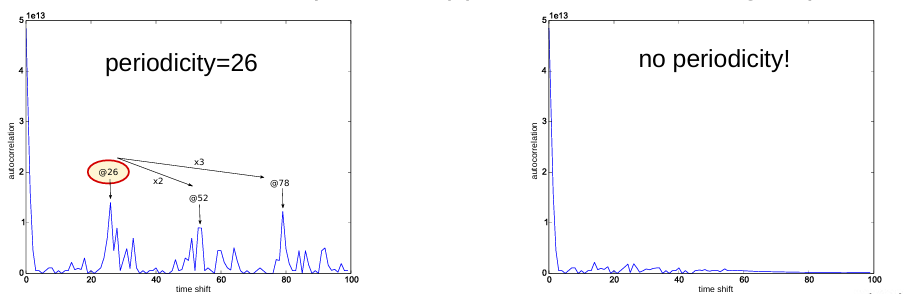 1e13
periodicity=26
5
4
3
2
1
0
autocorrelation
@26
x3
x2
@78
@52
0
20
40
60
80
100
time shift
1e13
no periodicity!
5
4
3
2
1
0
autocorrelation
0
20
40
60
80
100
time shift